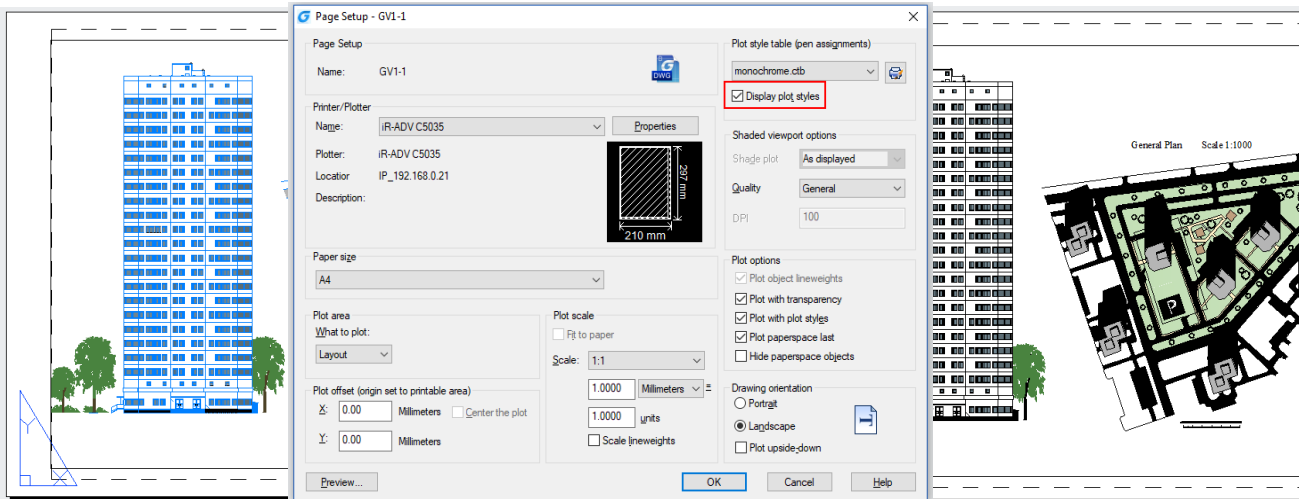 Page Setup - GV1-1
Page Setup
Name: GV1-1
DWG
Printer/Plotter
Name: iR-ADV C5035
Properties
Plotter: iR-ADV C5035
Locatior IP_192.168.0.21
Description:
297 mm
210 mm
Paper size
A4
Plot area
What to plot:
Layout
Plot offset (origin set to printable area)
X: 0.00 Millimeters Center the plot
Y: 0.00 Millimeters
Plot scale
Fit to paper
Scale: 1:1
1.0000 Millimeters =
1.0000 units
Scale lineweights
Plot style table (pen assignments)
monochrome.ctb
Display plot styles
Shaded viewport options
Shade plot As displayed
Quality General
DPI 100
Plot options
Plot object lineweights
Plot with transparency
Plot with plot styles
Plot paperspace last
Hide paperspace objects
Drawing orientation
Portrait
Landscape
Plot upside-down
Preview...
OK Cancel Help
General Plan Scale 1:1000
P
Y
X